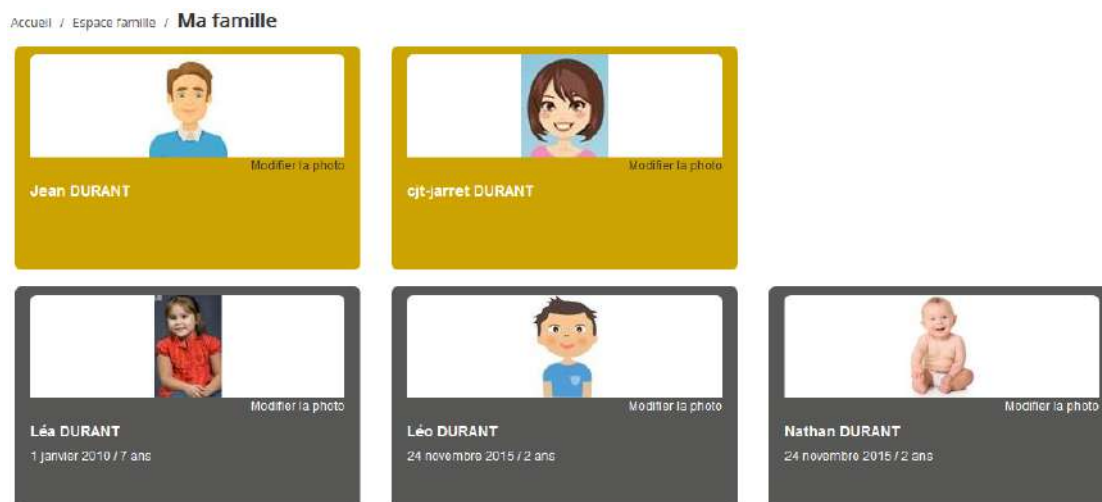 Accueil / Espace famille / Ma famille
Modifier la photo
Jean DURANT
Modifier la photo
cjt-jarret DURANT
Modifier la photo
Léa DURANT
1 janvier 2010 / 7 ans
Modifier la photo
Léo DURANT
24 novembre 2015 / 2 ans
Modifier la photo
Nathan DURANT
24 novembre 2015 / 2 ans